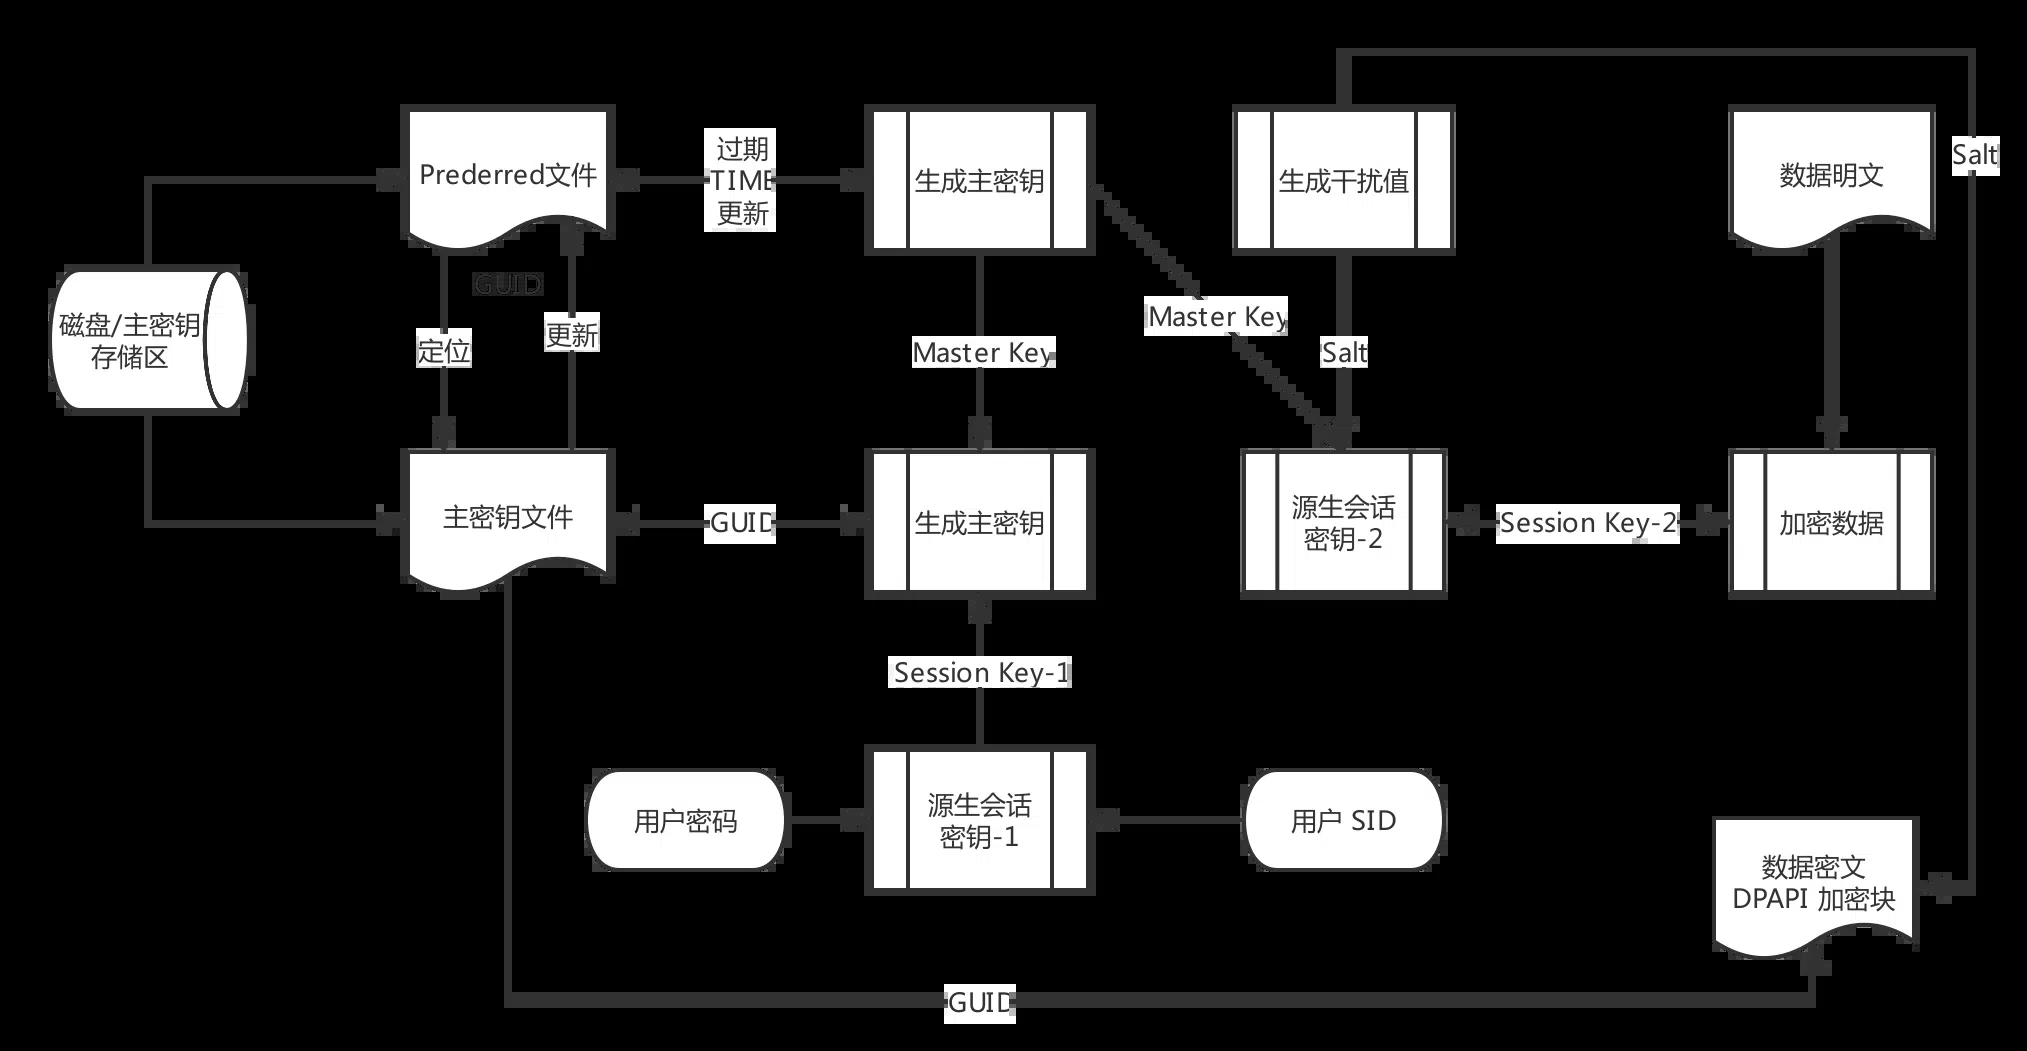 过期
TIME
更新
Prederred文件
生成主密钥
生成干扰值
数据明文
Salt
GUID
磁盘/主密钥
存储区
定位
更新
Master Key
Master Key
Salt
主密钥文件
GUID
生成主密钥
源生会话
密钥-2
Session Key-2
加密数据
Session Key-1
用户密码
源生会话
密钥-1
用户 SID
数据密文
DPAPI 加密块
GUID